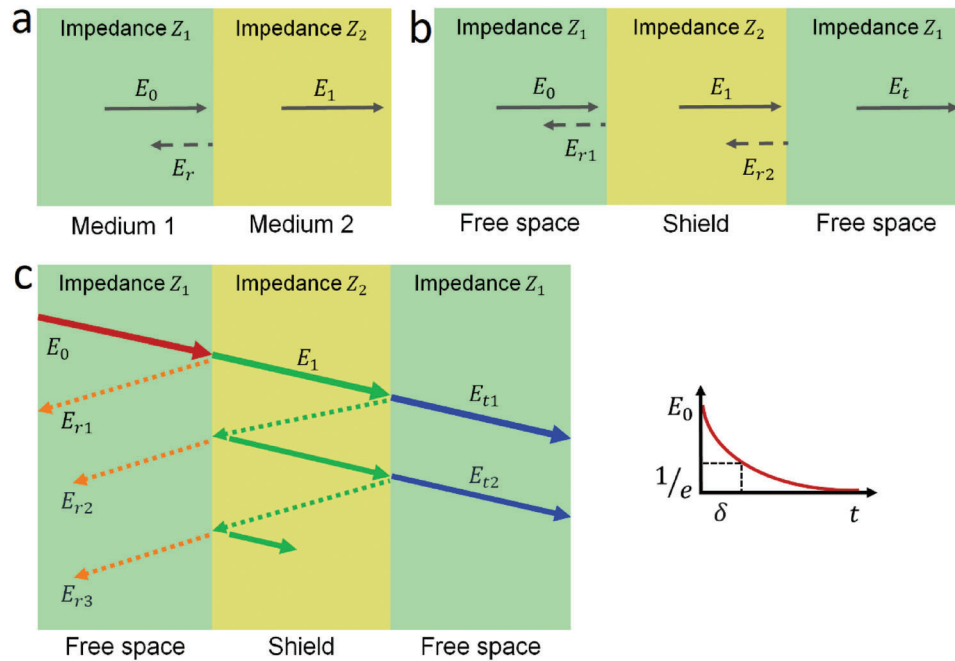 a
Impedance Z₁ Impedance Z₂
E₀ E₁
Eᵣ
Medium 1 Medium 2
b
Impedance Z₁ Impedance Z₂ Impedance Z₁
E₀ E₁ Eₜ
Eᵣ₁ Eᵣ₂
Free space Shield Free space
c
Impedance Z₁ Impedance Z₂ Impedance Z₁
E₀ E₁
Eᵣ₁ Eₜ₁
Eᵣ₂ Eₜ₂
Eᵣ₃
Free space Shield Free space
E₀
1/e
δ t